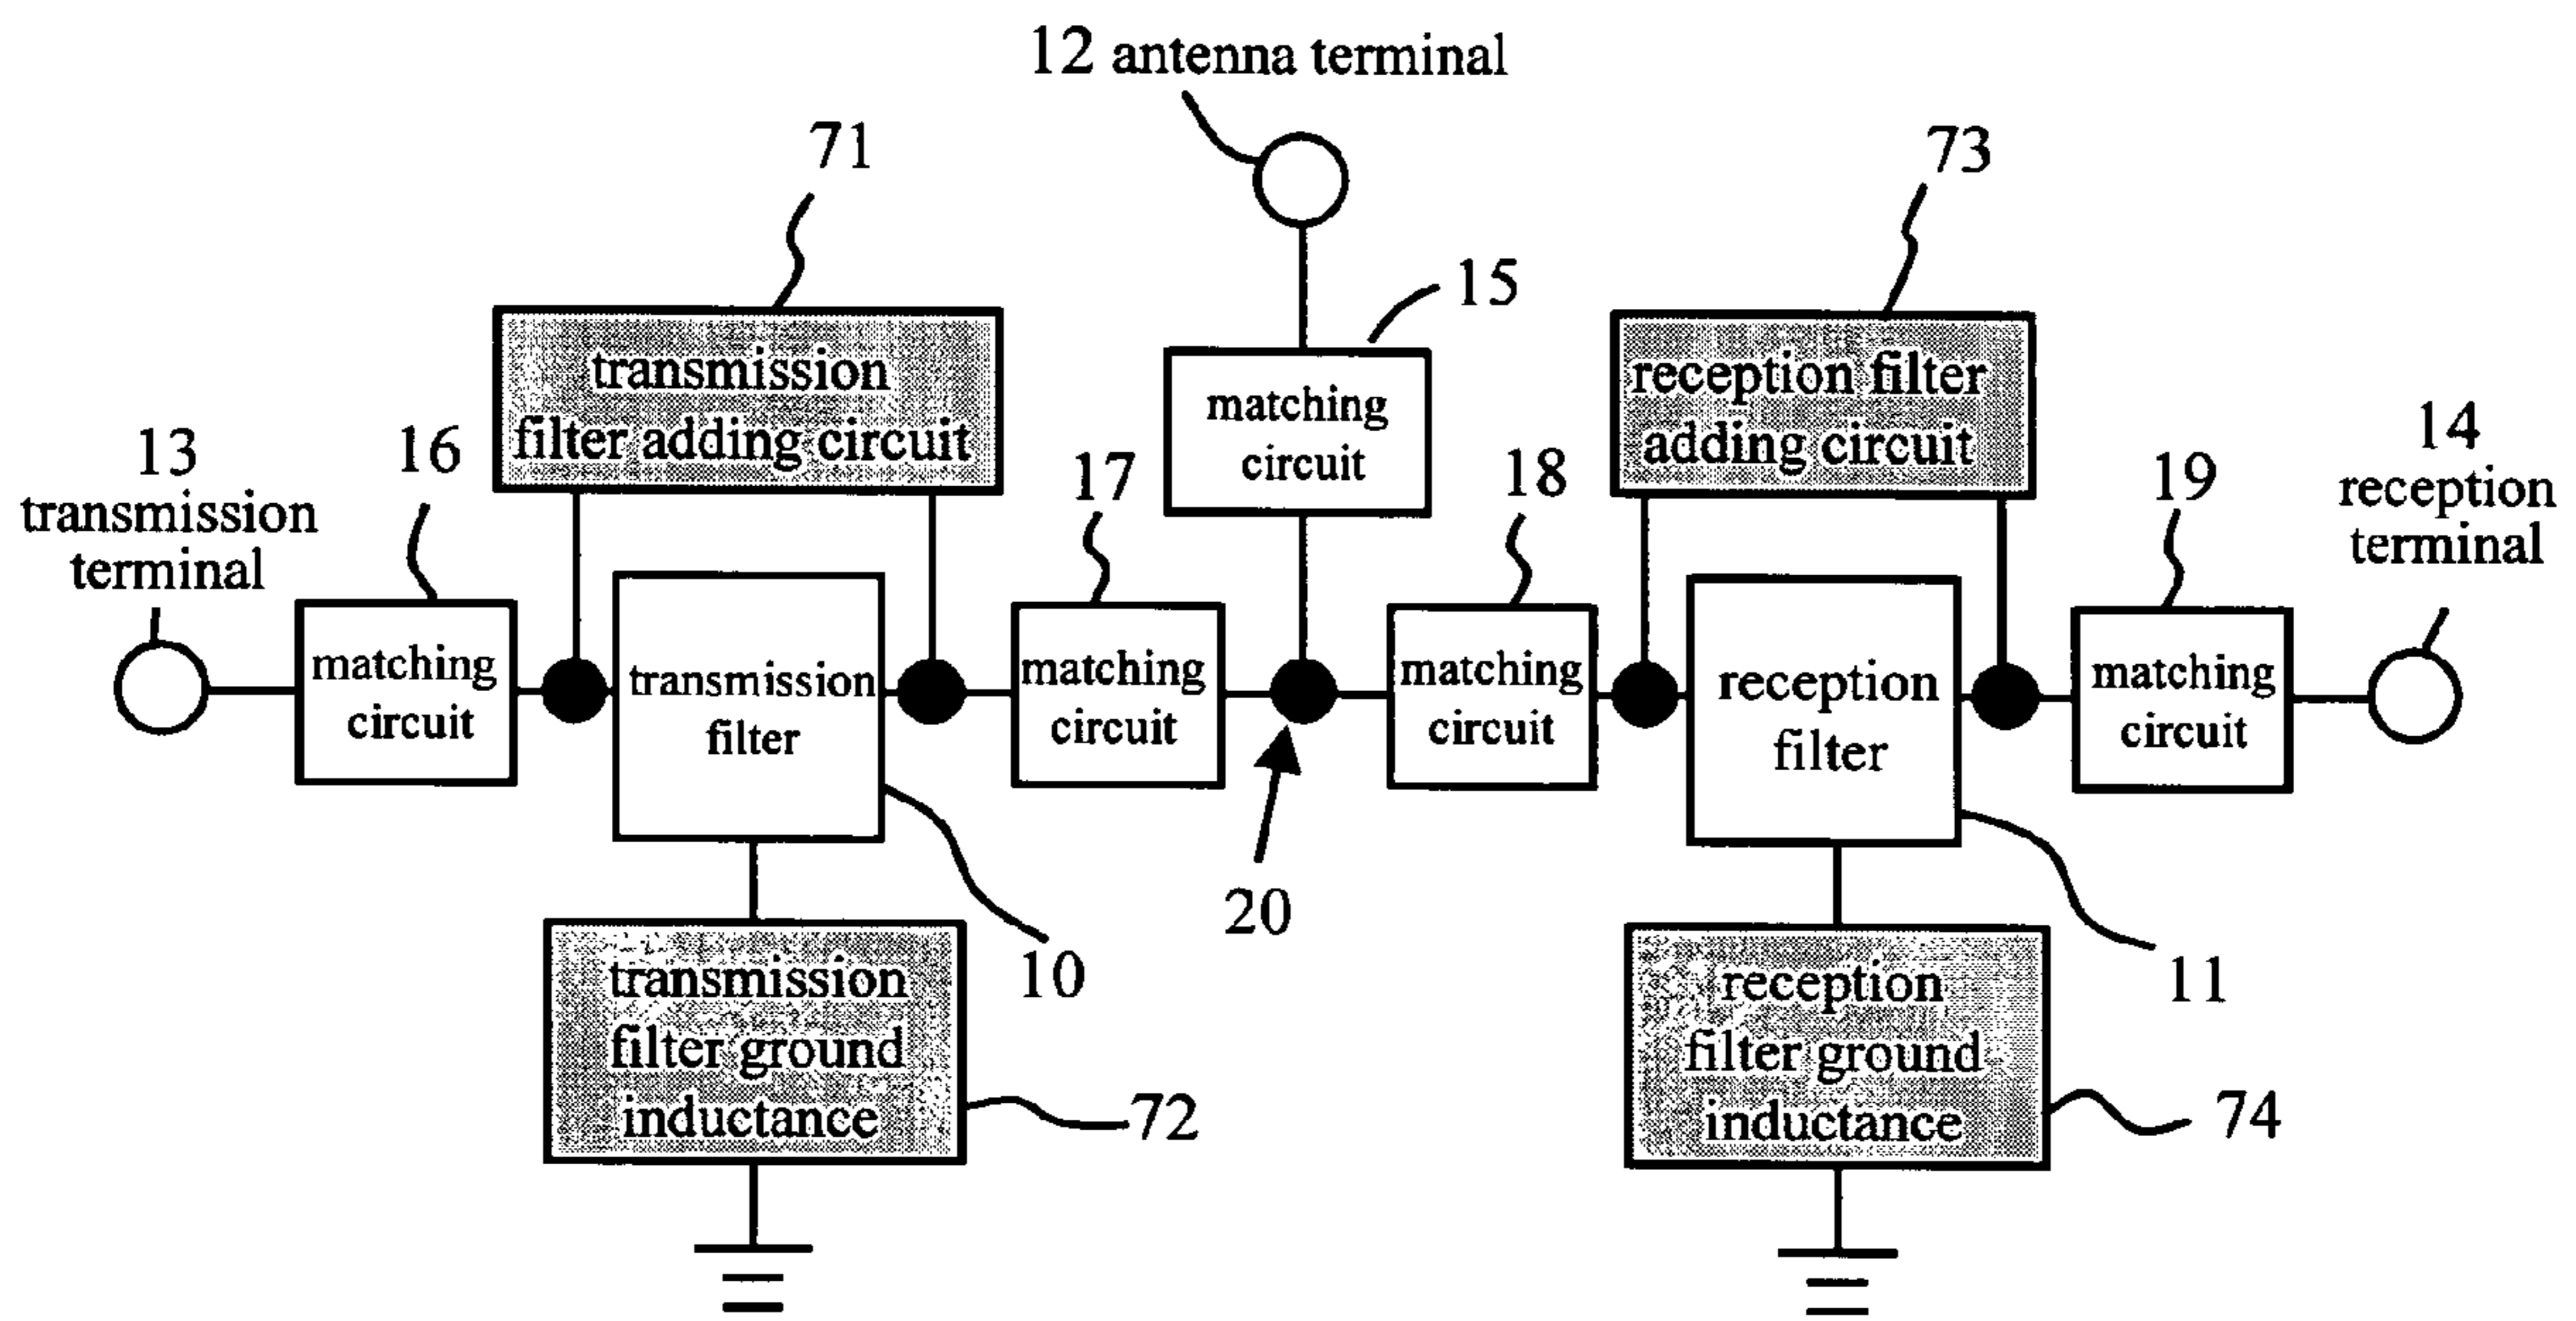 12 antenna terminal
71
73
15
transmission
filter adding circuit
reception filter
adding circuit
matching
circuit
13
transmission
terminal
16
17
18
19
14
reception
terminal
matching
circuit
transmission
filter
matching
circuit
matching
circuit
reception
filter
matching
circuit
20
10
11
transmission
filter ground
inductance
72
reception
filter ground
inductance
74